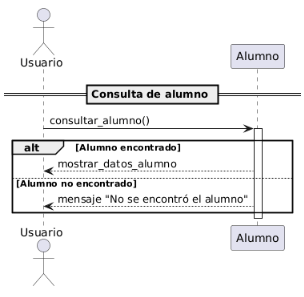 Usuario
Alumno
Consulta de alumno
consultar_alumno()
alt [Alumno encontrado]
mostrar_datos_alumno
[Alumno no encontrado]
mensaje "No se encontró el alumno"
Usuario
Alumno